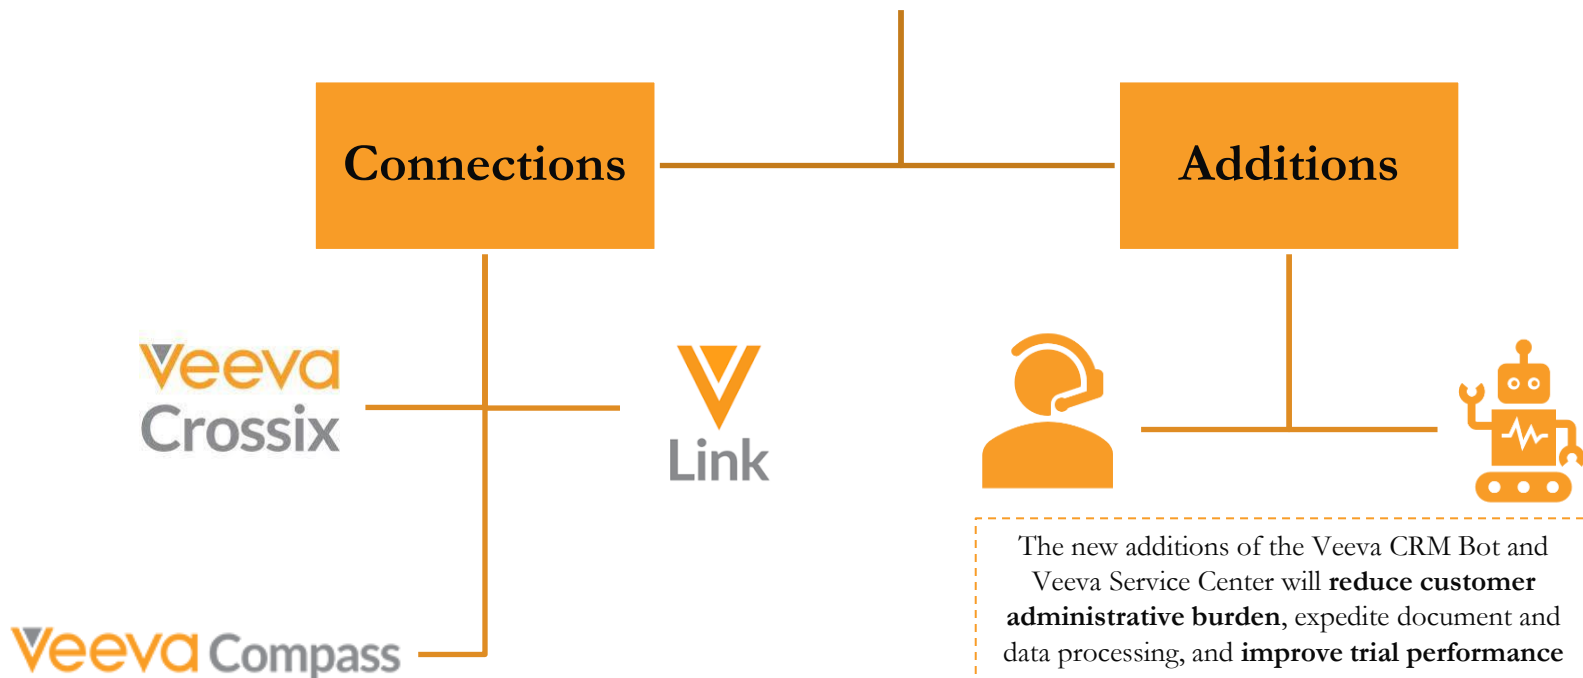 Connections
Additions
Veeva
Crossix
Link
Veeva Compass
The new additions of the Veeva CRM Bot and
Veeva Service Center will reduce customer
administrative burden, expedite document and
data processing, and improve trial performance